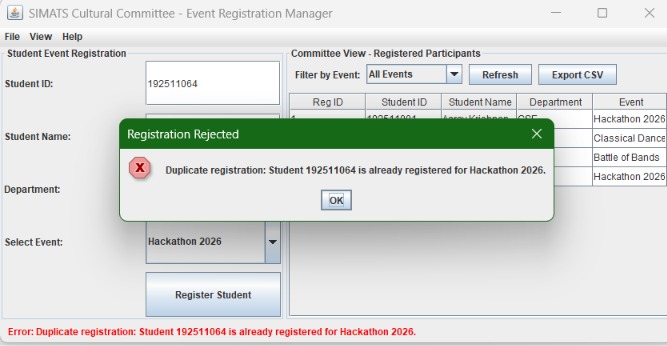 SIMATS Cultural Committee - Event Registration Manager
File View Help
Student Event Registration
Student ID:
192511064
Student Name:
Department:
Select Event:
Hackathon 2026
Register Student
Committee View - Registered Participants
Filter by Event: All Events Refresh Export CSV
Reg ID Student ID Student Name Department Event
Hackathon 2026
Classical Dance
Battle of Bands
Hackathon 2026
Registration Rejected
X Duplicate registration: Student 192511064 is already registered for Hackathon 2026.
OK
Error: Duplicate registration: Student 192511064 is already registered for Hackathon 2026.